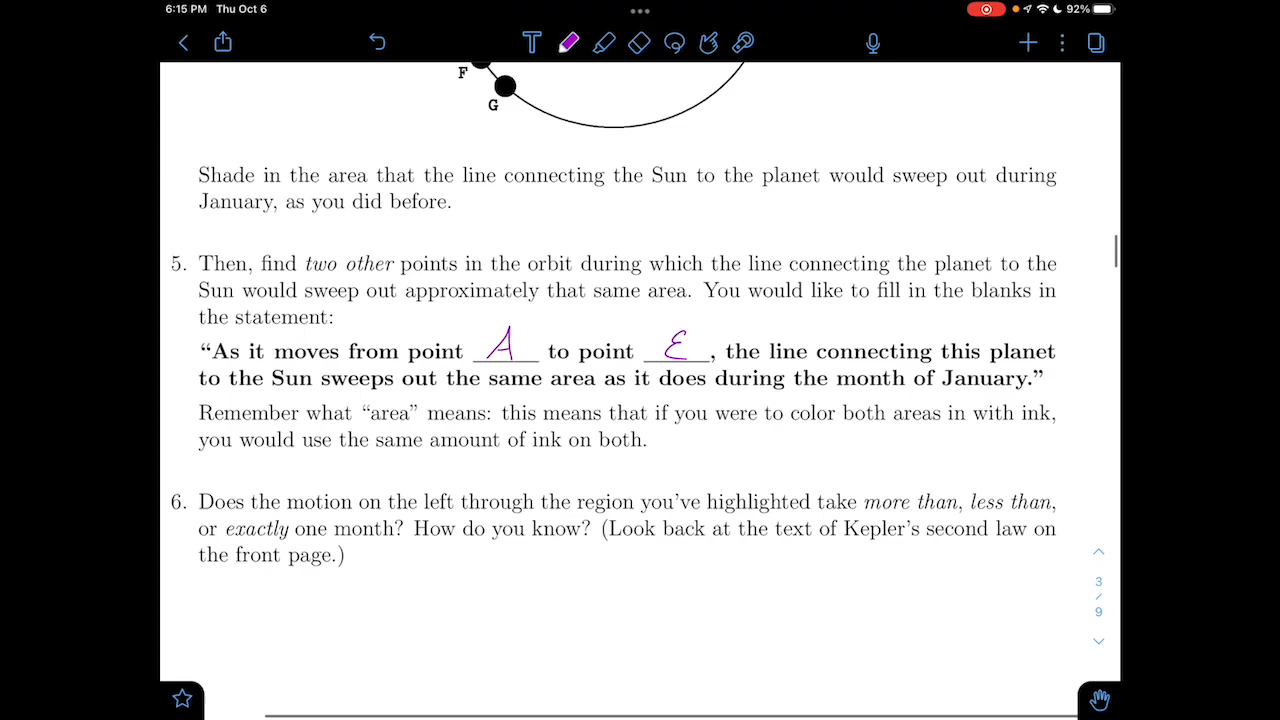 6:15 PM Thu Oct 6
92%
F
G
Shade in the area that the line connecting the Sun to the planet would sweep out during
January, as you did before.
5. Then, find two other points in the orbit during which the line connecting the planet to the
Sun would sweep out approximately that same area. You would like to fill in the blanks in
the statement:
“As it moves from point A to point E, the line connecting this planet
to the Sun sweeps out the same area as it does during the month of January.”
Remember what “area” means: this means that if you were to color both areas in with ink,
you would use the same amount of ink on both.
6. Does the motion on the left through the region you’ve highlighted take more than, less than,
or exactly one month? How do you know? (Look back at the text of Kepler’s second law on
the front page.)
3
/
9